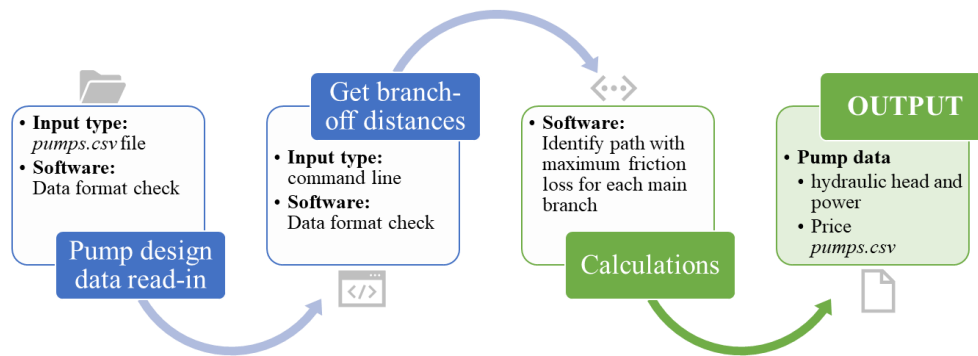 • Input type:
pumps.csv file
• Software:
Data format check
Pump design
data read-in
Get branch-
off distances
• Input type:
command line
• Software:
Data format check
</>
• Software:
Identify path with
maximum friction
loss for each main
branch
Calculations
OUTPUT
• Pump data
• hydraulic head and
power
• Price
pumps.csv